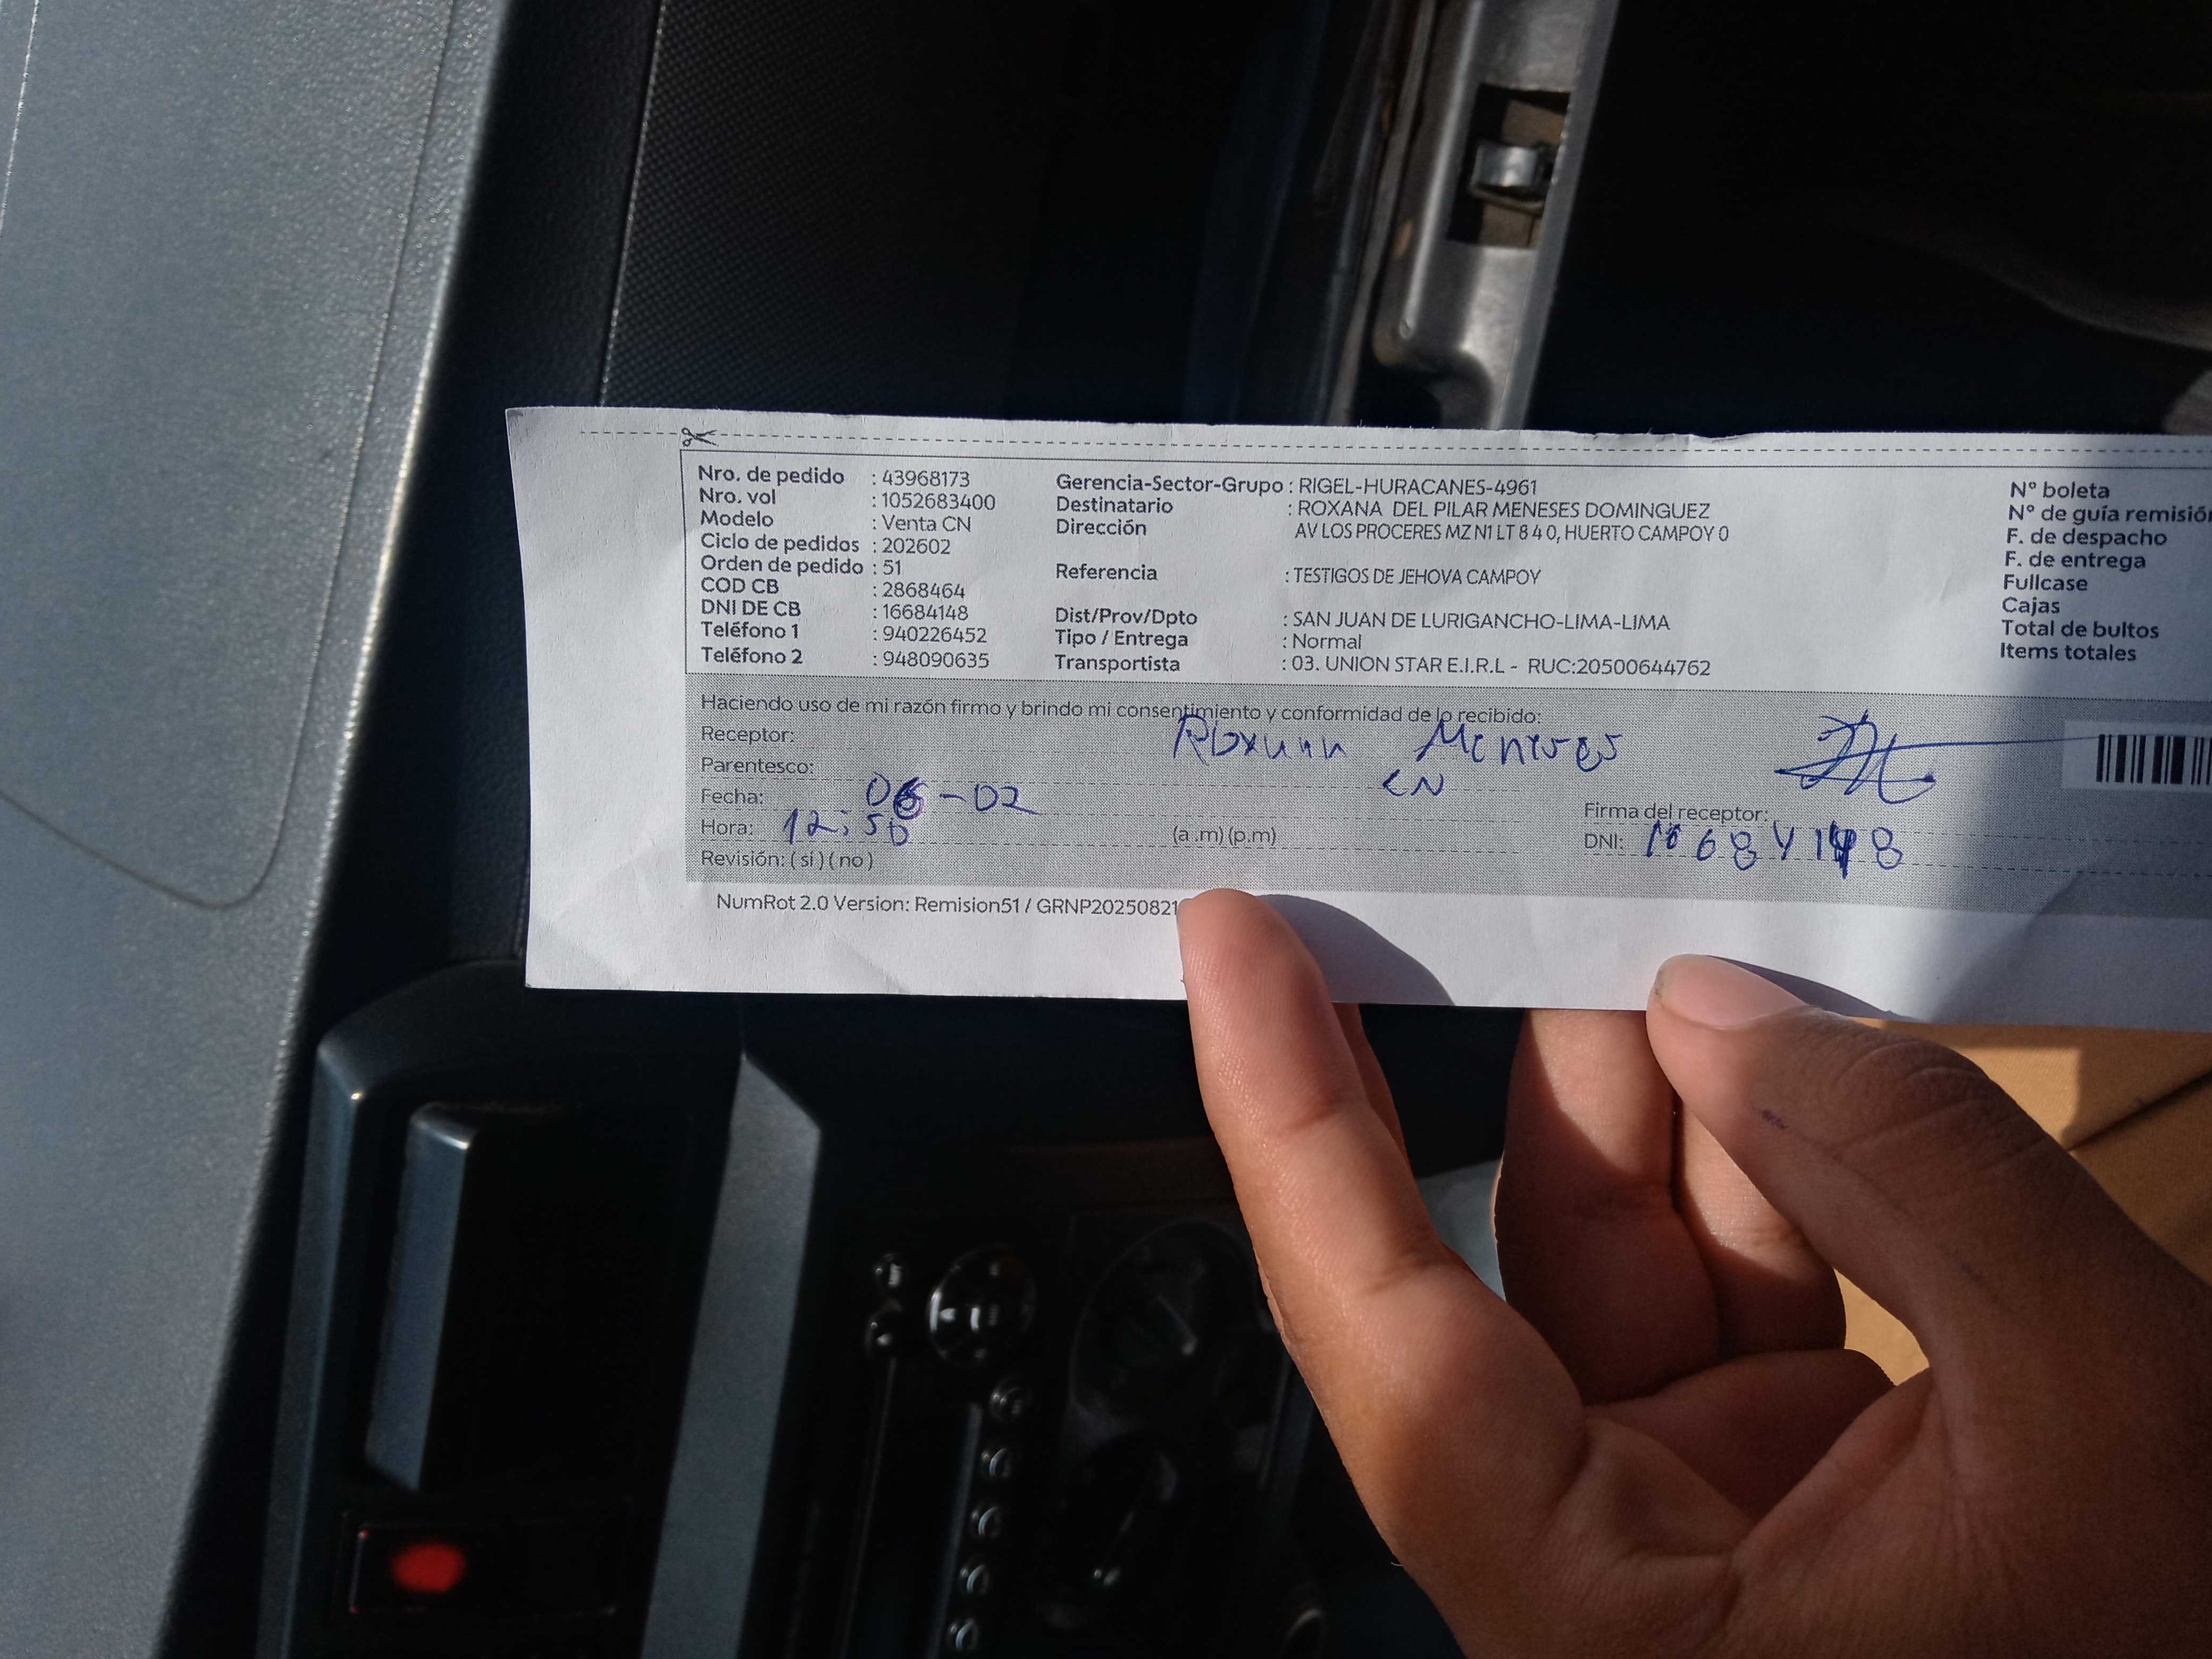 Nro. de pedido : 43968173
Nro. vol : 1052683400
Modelo : Venta CN
Ciclo de pedidos : 202602
Orden de pedido : 51
COD CB : 2868464
DNI DE CB : 16684148
Teléfono 1 : 940226452
Teléfono 2 : 948090635
Gerencia-Sector-Grupo : RIGEL-HURACANES-4961
Destinatario : ROXANA DEL PILAR MENESES DOMINGUEZ
Dirección AV LOS PROCERES MZ N1 LT 8 4 0, HUERTO CAMPOY 0
Referencia : TESTIGOS DE JEHOVA CAMPOY
Dist/Prov/Dpto : SAN JUAN DE LURIGANCHO-LIMA-LIMA
Tipo / Entrega : Normal
Transportista : 03. UNION STAR E.I.R.L - RUC:20500644762
N° boleta
N° de guía remisión
F. de despacho
F. de entrega
Fullcase
Cajas
Total de bultos
Items totales
Haciendo uso de mi razón firmo y brindo mi consentimiento y conformidad de lo recibido:
Receptor: Roxana Meneses
Parentesco: CN
Fecha: 06-02
Hora: 12:50 (a .m) (p.m)
Revisión: ( si ) ( no )
Firma del receptor:
DNI: 16684148
NumRot 2.0 Version: Remision51 / GRNP20250821